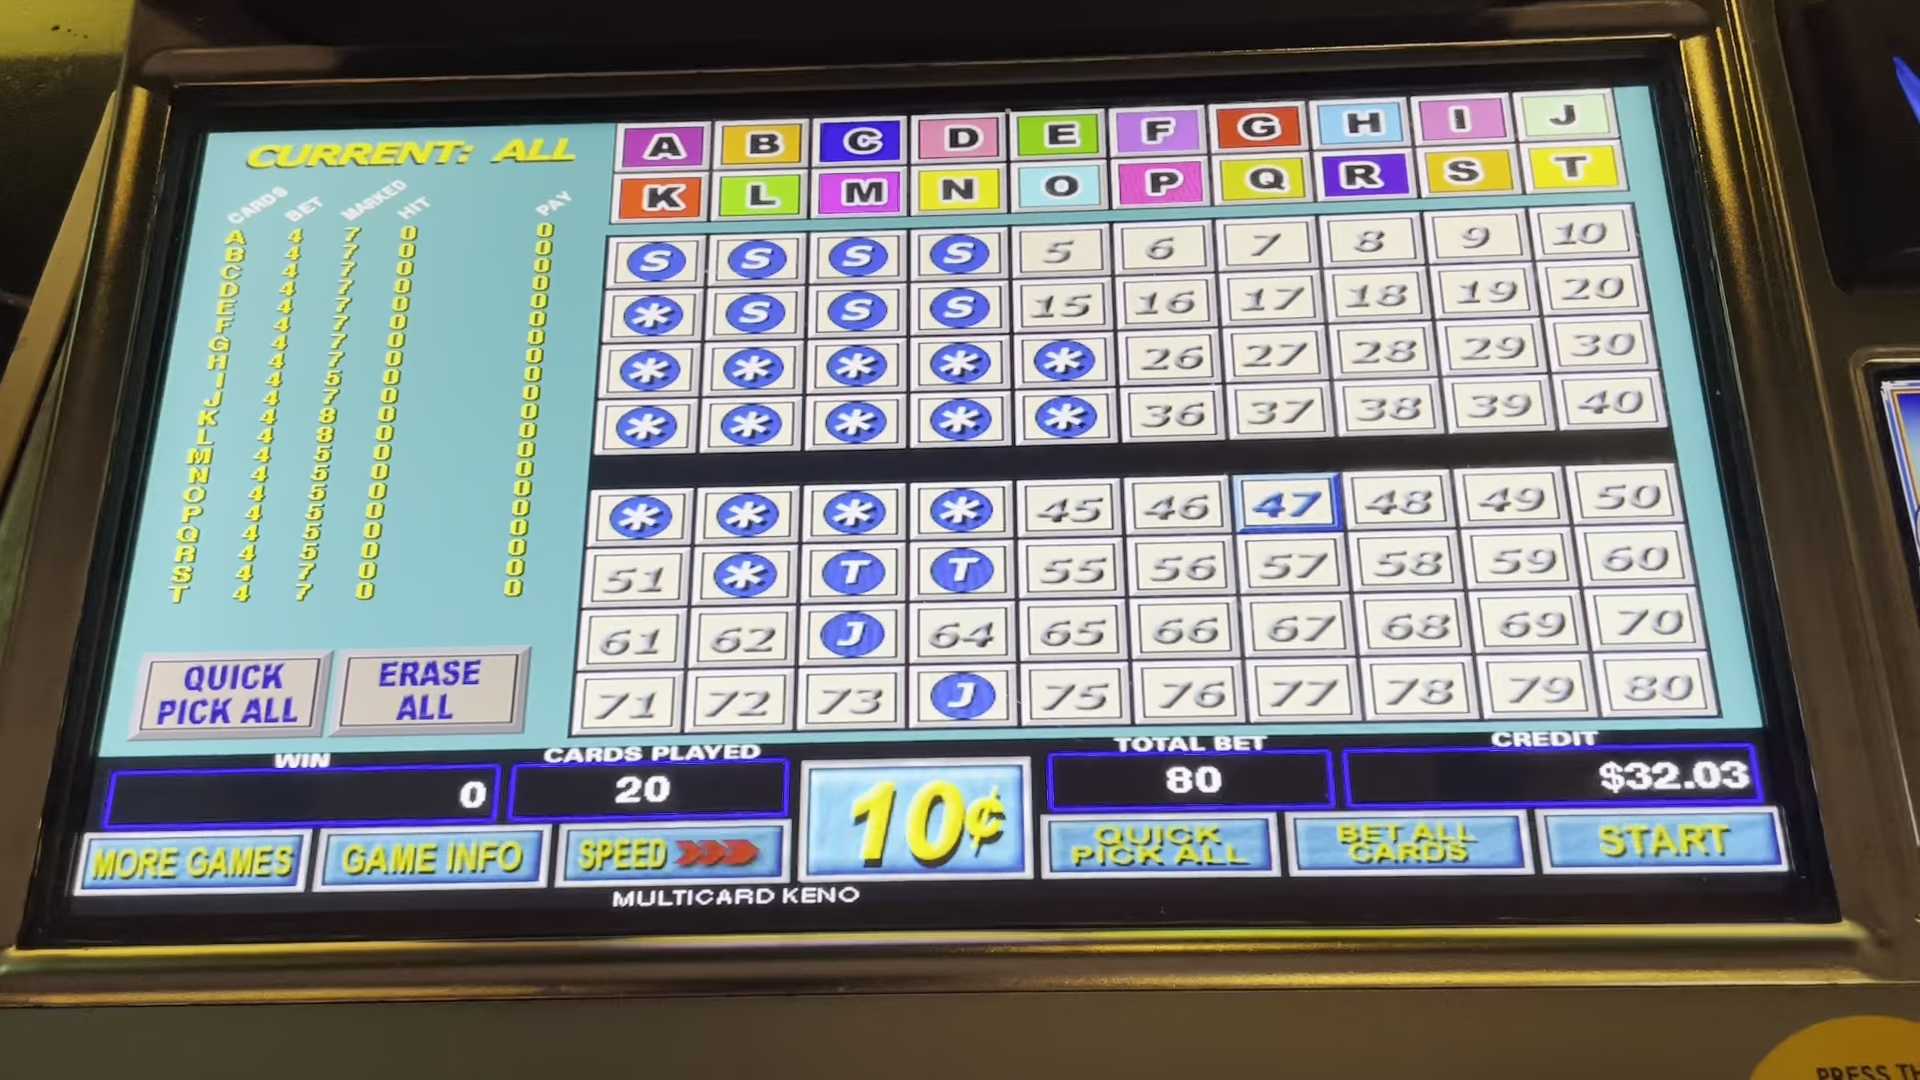 CURRENT: ALL
CARDS BET MARKED HIT PAY
A 4 7 0 0
B 4 7 0 0
C 4 7 0 0
D 4 7 0 0
E 4 7 0 0
F 4 7 0 0
G 4 7 0 0
H 4 7 0 0
I 4 5 0 0
J 4 7 0 0
K 4 8 0 0
L 4 8 0 0
M 4 5 0 0
N 4 5 0 0
O 4 5 0 0
P 4 5 0 0
Q 4 5 0 0
R 4 5 0 0
S 4 7 0 0
T 4 7 0 0
QUICK
PICK ALL
ERASE
ALL
A B C D E F G H I J
K L M N O P Q R S T
S S S S 5 6 7 8 9 10
* S S S 15 16 17 18 19 20
* * * * * 26 27 28 29 30
* * * * * 36 37 38 39 40
* * * * 45 46 47 48 49 50
51 * T T 55 56 57 58 59 60
61 62 J 64 65 66 67 68 69 70
71 72 73 J 75 76 77 78 79 80
WIN CARDS PLAYED TOTAL BET CREDIT
0 20 10¢ 80 $32.03
MORE GAMES GAME INFO SPEED
QUICK
PICK ALL
BET ALL
CARDS
START
MULTICARD KENO
PRESS